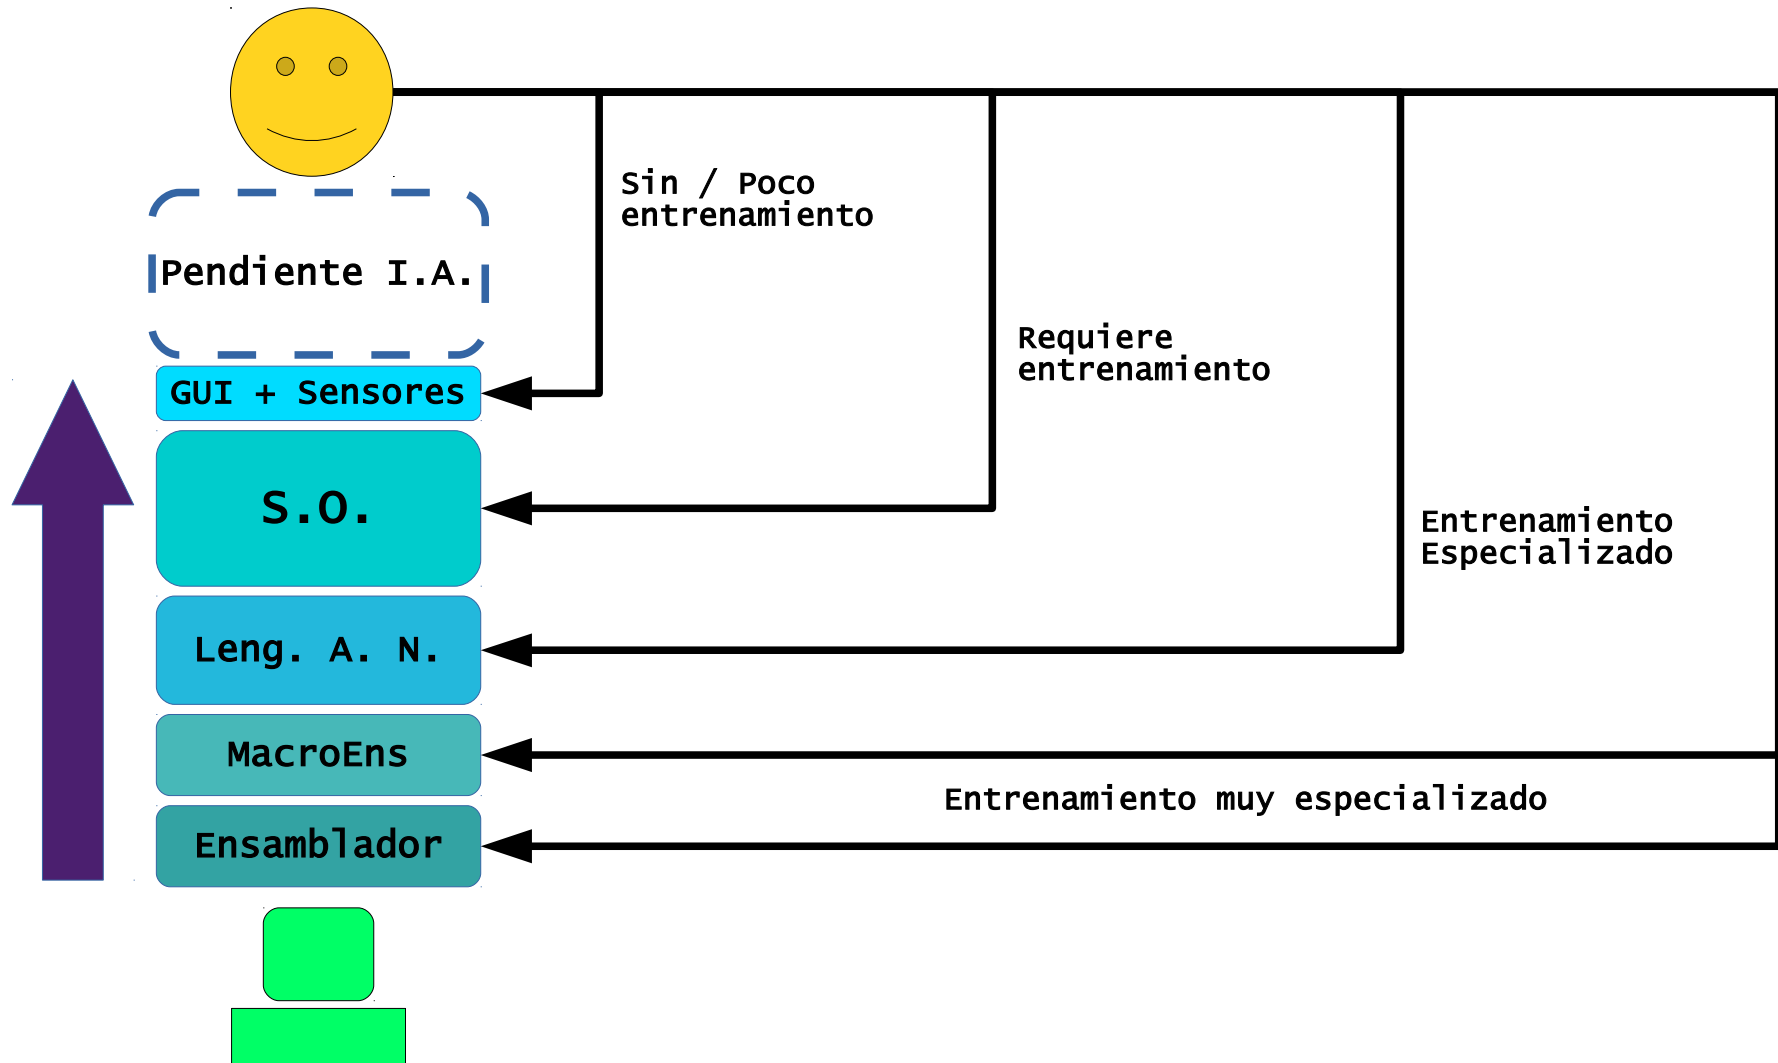 Sin / Poco
entrenamiento
Pendiente I.A.
Requiere
entrenamiento
GUI + Sensores
S.O.
Entrenamiento
Especializado
Leng. A. N.
MacroEns
Entrenamiento muy especializado
Ensamblador